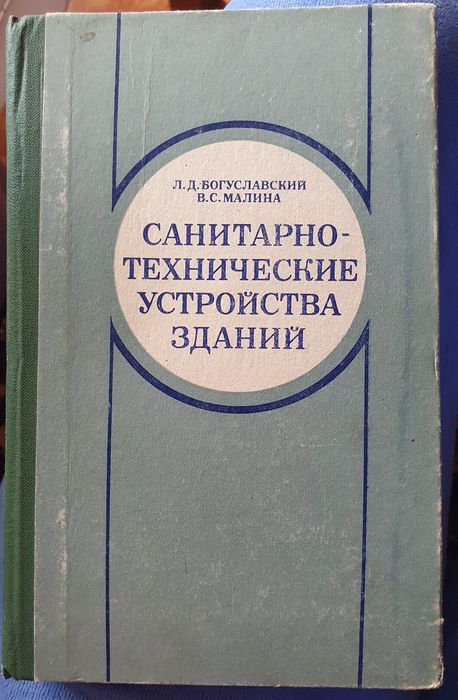 Л.Д.БОГУСЛАВСКИЙ
В.С.МАЛИНА
САНИТАРНО-
ТЕХНИЧЕСКИЕ
УСТРОЙСТВА
ЗДАНИЙ